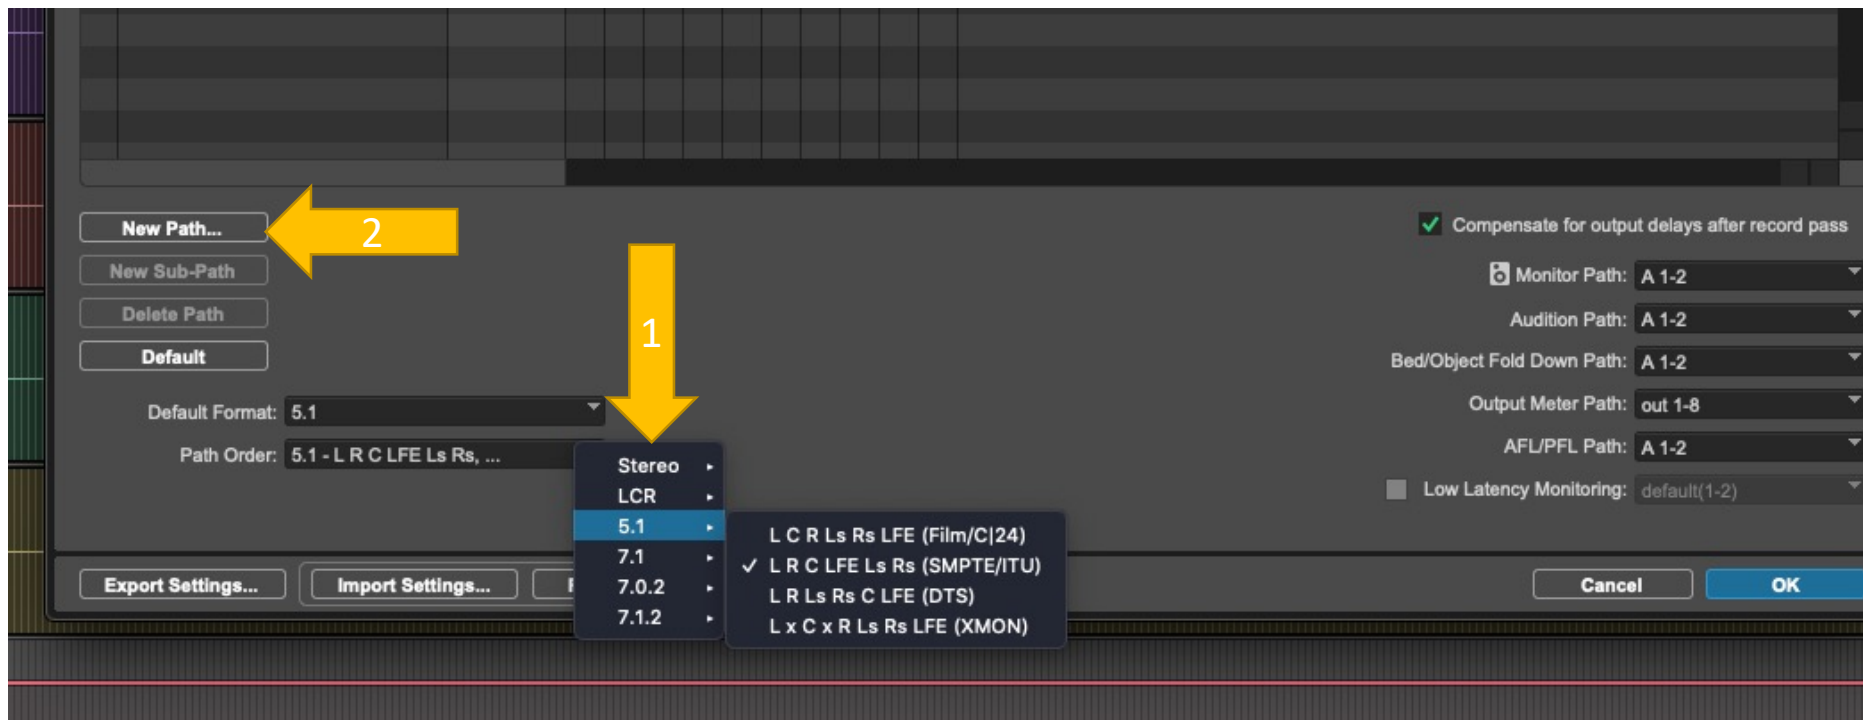 New Path...
2
New Sub-Path
Delete Path
Default
1
Default Format: 5.1
Path Order: 5.1 - L R C LFE Ls Rs, ...
Stereo
LCR
5.1
7.1
7.0.2
7.1.2
L C R Ls Rs LFE (Film/C|24)
✓ L R C LFE Ls Rs (SMPTE/ITU)
L R Ls Rs C LFE (DTS)
L x C x R Ls Rs LFE (XMON)
Compensate for output delays after record pass
Monitor Path: A 1-2
Audition Path: A 1-2
Bed/Object Fold Down Path: A 1-2
Output Meter Path: out 1-8
AFL/PFL Path: A 1-2
Low Latency Monitoring: default(1-2)
Export Settings...
Import Settings...
Cancel
OK